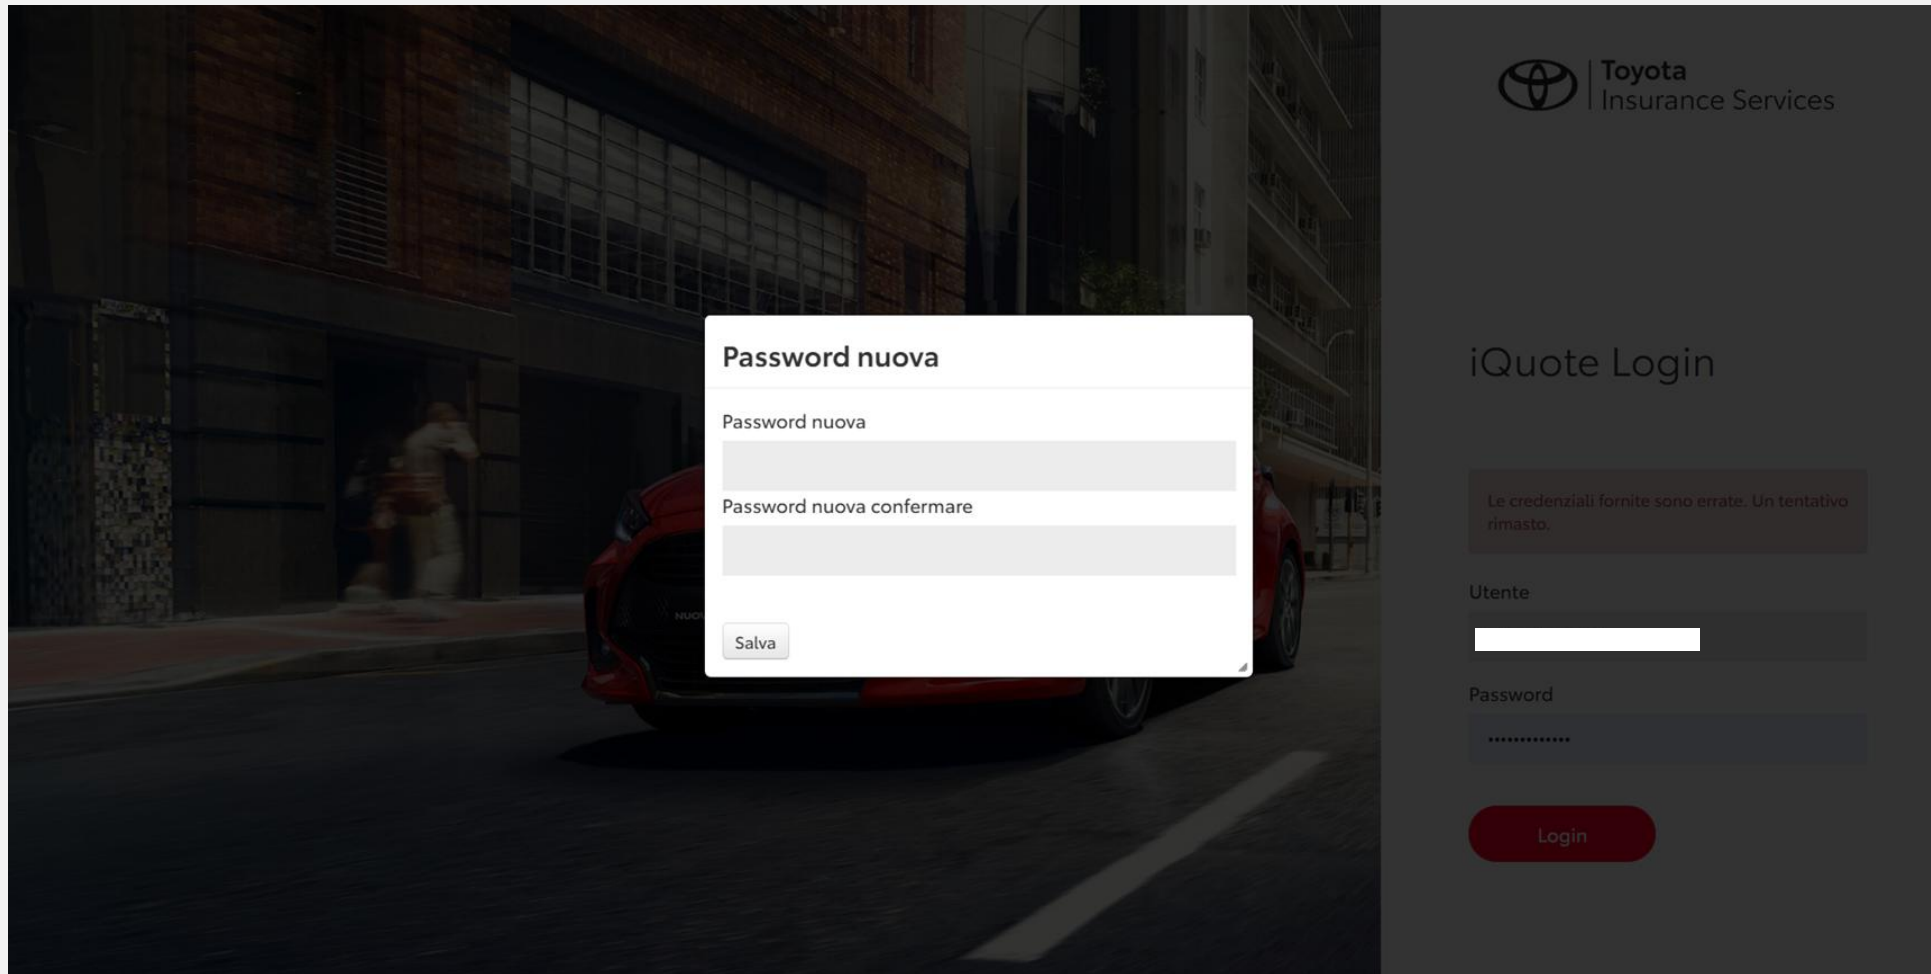 Toyota
Insurance Services
Password nuova
Password nuova
Password nuova confermare
Salva
iQuote Login
Le credenziali fornite sono errate. Un tentativo
rimasto.
Utente
Password
•••••••••••••
Login